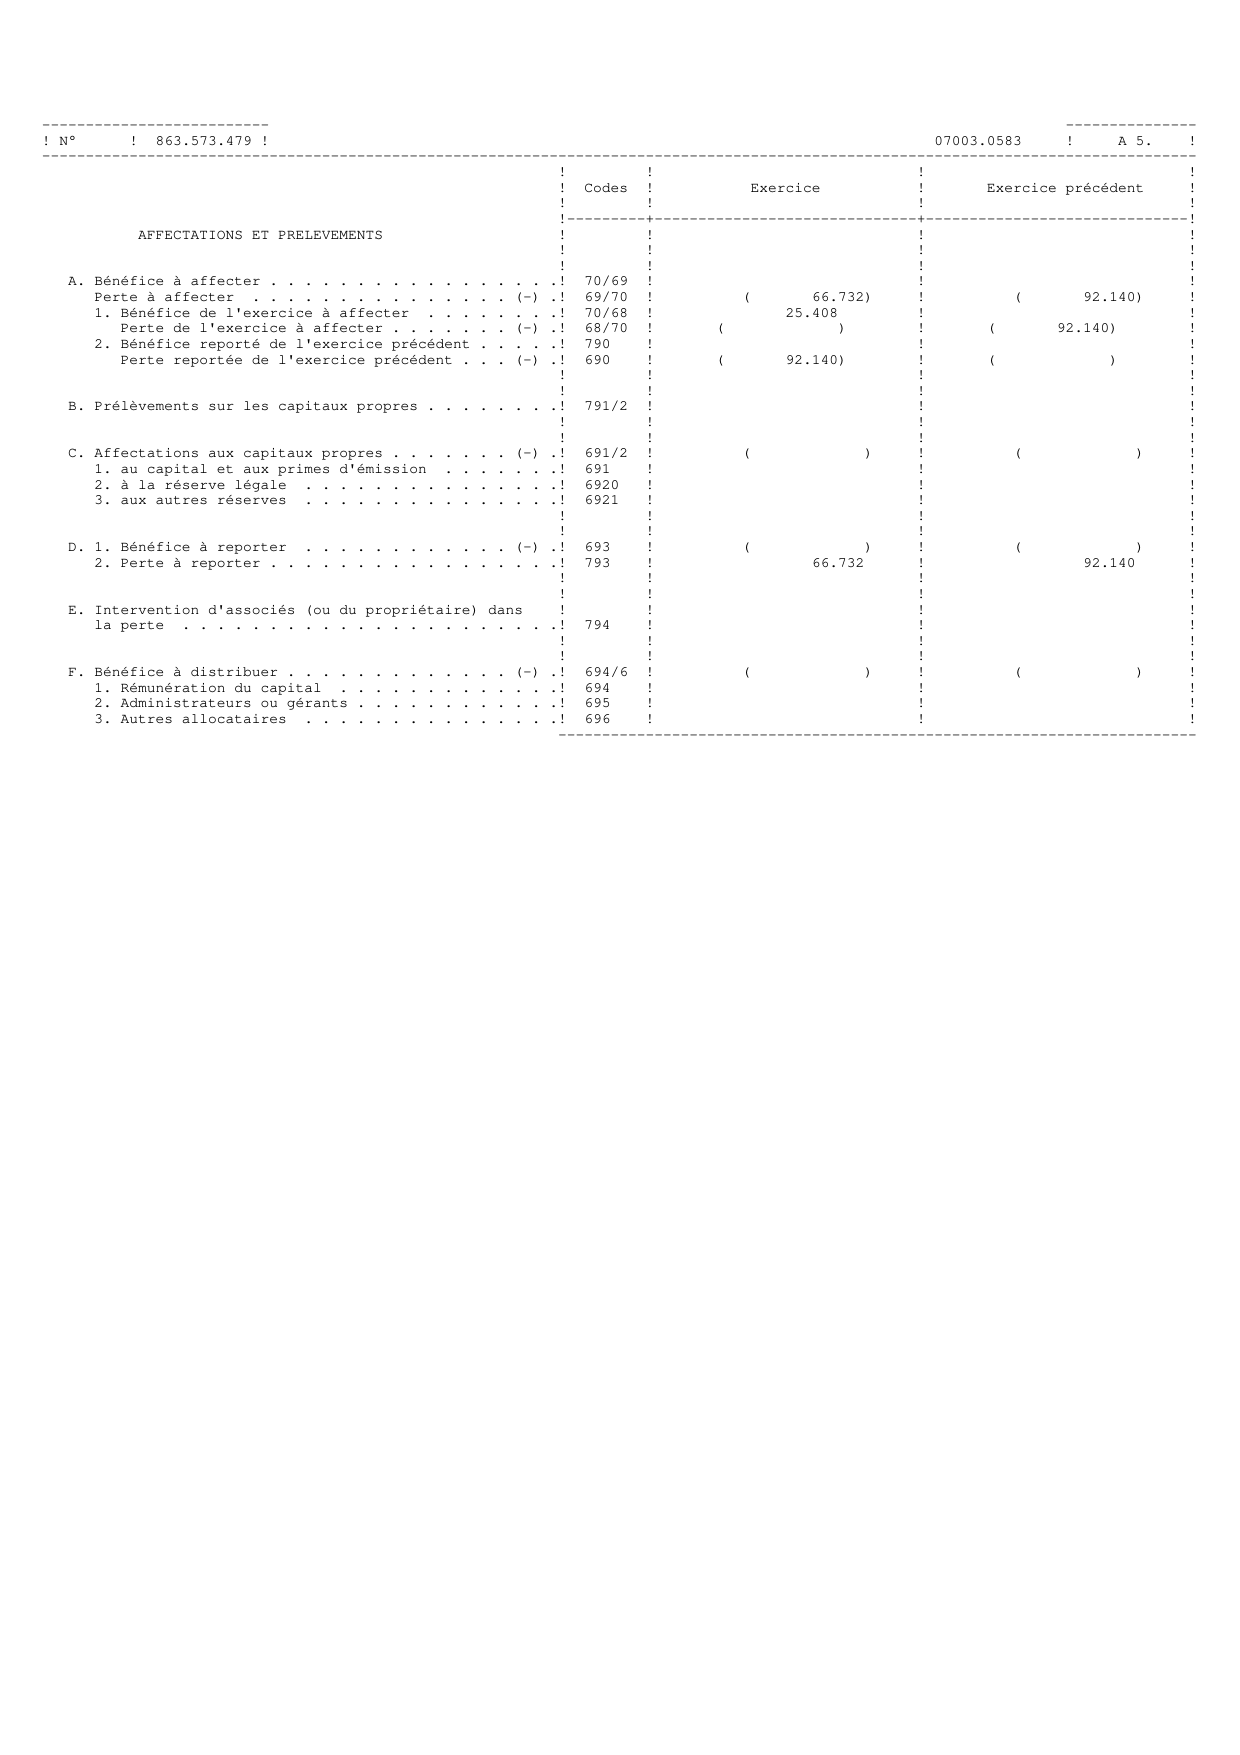 ! N° ! 863.573.479 ! 07003.0583 ! A 5. !
! Codes ! Exercice ! Exercice précédent !
AFFECTATIONS ET PRELEVEMENTS
A. Bénéfice à affecter . . . . . . . . . . . . . . . . .! 70/69 ! ! !
Perte à affecter . . . . . . . . . . . . . . . (-) .! 69/70 ! ( 66.732) ! ( 92.140) !
1. Bénéfice de l'exercice à affecter . . . . . . . .! 70/68 ! 25.408 ! !
Perte de l'exercice à affecter . . . . . . . (-) .! 68/70 ! ( ) ! ( 92.140) !
2. Bénéfice reporté de l'exercice précédent . . . . .! 790 ! ! !
Perte reportée de l'exercice précédent . . . (-) .! 690 ! ( 92.140) ! ( ) !
B. Prélèvements sur les capitaux propres . . . . . . . .! 791/2 ! ! !
C. Affectations aux capitaux propres . . . . . . . (-) .! 691/2 ! ( ) ! ( ) !
1. au capital et aux primes d'émission . . . . . . .! 691 ! ! !
2. à la réserve légale . . . . . . . . . . . . . . .! 6920 ! ! !
3. aux autres réserves . . . . . . . . . . . . . . .! 6921 ! ! !
D. 1. Bénéfice à reporter . . . . . . . . . . . . (-) .! 693 ! ( ) ! ( ) !
2. Perte à reporter . . . . . . . . . . . . . . . . .! 793 ! 66.732 ! 92.140 !
E. Intervention d'associés (ou du propriétaire) dans ! ! ! !
la perte . . . . . . . . . . . . . . . . . . . . . .! 794 ! ! !
F. Bénéfice à distribuer . . . . . . . . . . . . . (-) .! 694/6 ! ( ) ! ( ) !
1. Rémunération du capital . . . . . . . . . . . . .! 694 ! ! !
2. Administrateurs ou gérants . . . . . . . . . . . .! 695 ! ! !
3. Autres allocataires . . . . . . . . . . . . . . .! 696 ! ! !